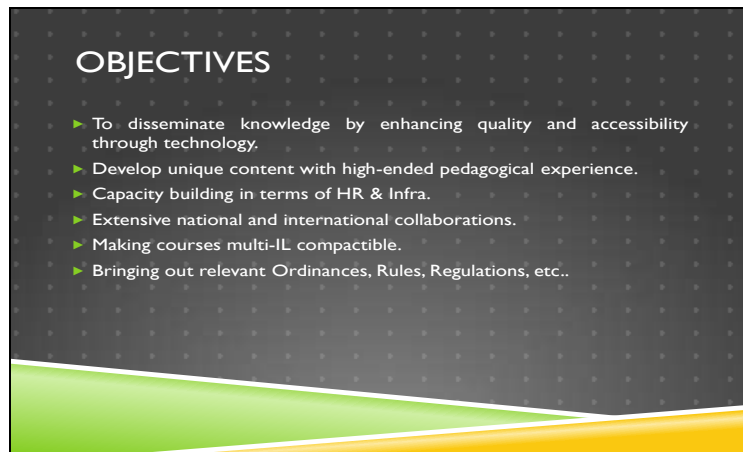 OBJECTIVES
To disseminate knowledge by enhancing quality and accessibility
through technology.
Develop unique content with high-ended pedagogical experience.
Capacity building in terms of HR & Infra.
Extensive national and international collaborations.
Making courses multi-IL compactible.
Bringing out relevant Ordinances, Rules, Regulations, etc..